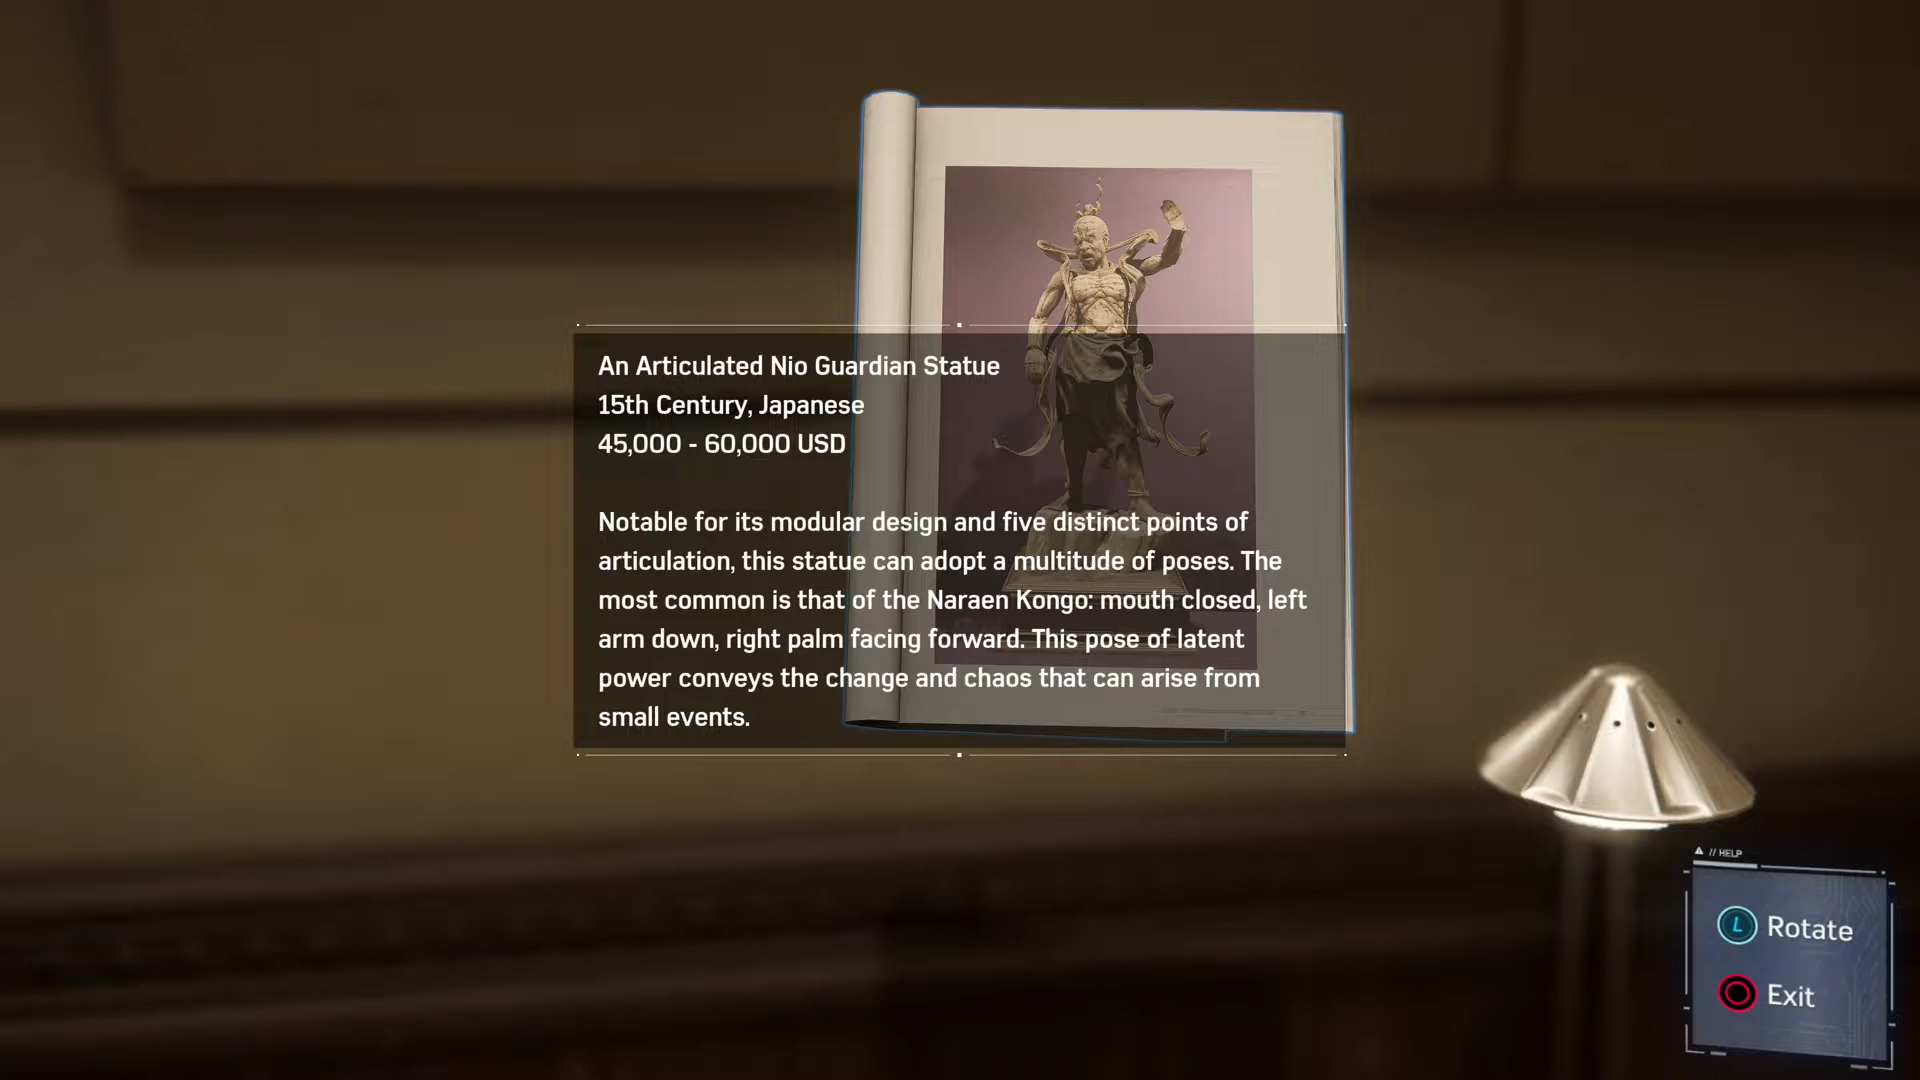 An Articulated Nio Guardian Statue
15th Century, Japanese
45,000 - 60,000 USD
Notable for its modular design and five distinct points of
articulation, this statue can adopt a multitude of poses. The
most common is that of the Naraen Kongo: mouth closed, left
arm down, right palm facing forward. This pose of latent
power conveys the change and chaos that can arise from
small events.
// HELP
L Rotate
Exit